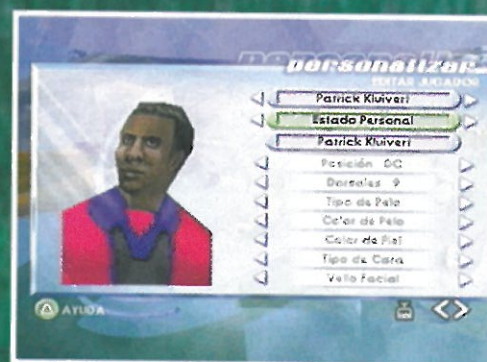 personalizar
EDITAR JUGADOR
Patrick Kluivert
Estado Personal
Patrick Kluivert
Posición DC
Dorsales 9
Tipo de Pelo
Color de Pelo
Color de Piel
Tipo de Cara
Vello Facial
AYUDA